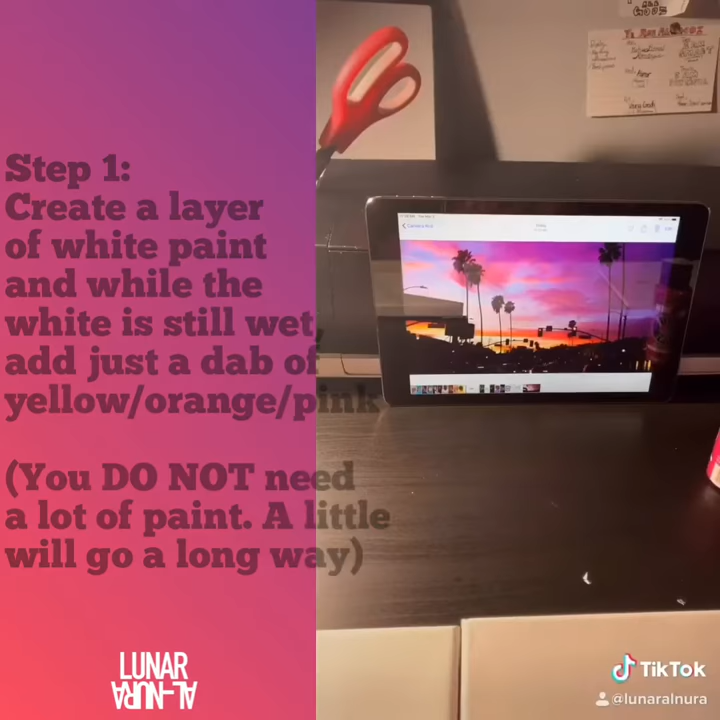 Step 1:
Create a layer
of white paint
and while the
white is still wet,
add just a dab of
yellow/orange/pink
(You DO NOT need
a lot of paint. A little
will go a long way)
LUNAR
AL-NURA
TikTok
@lunaralnura